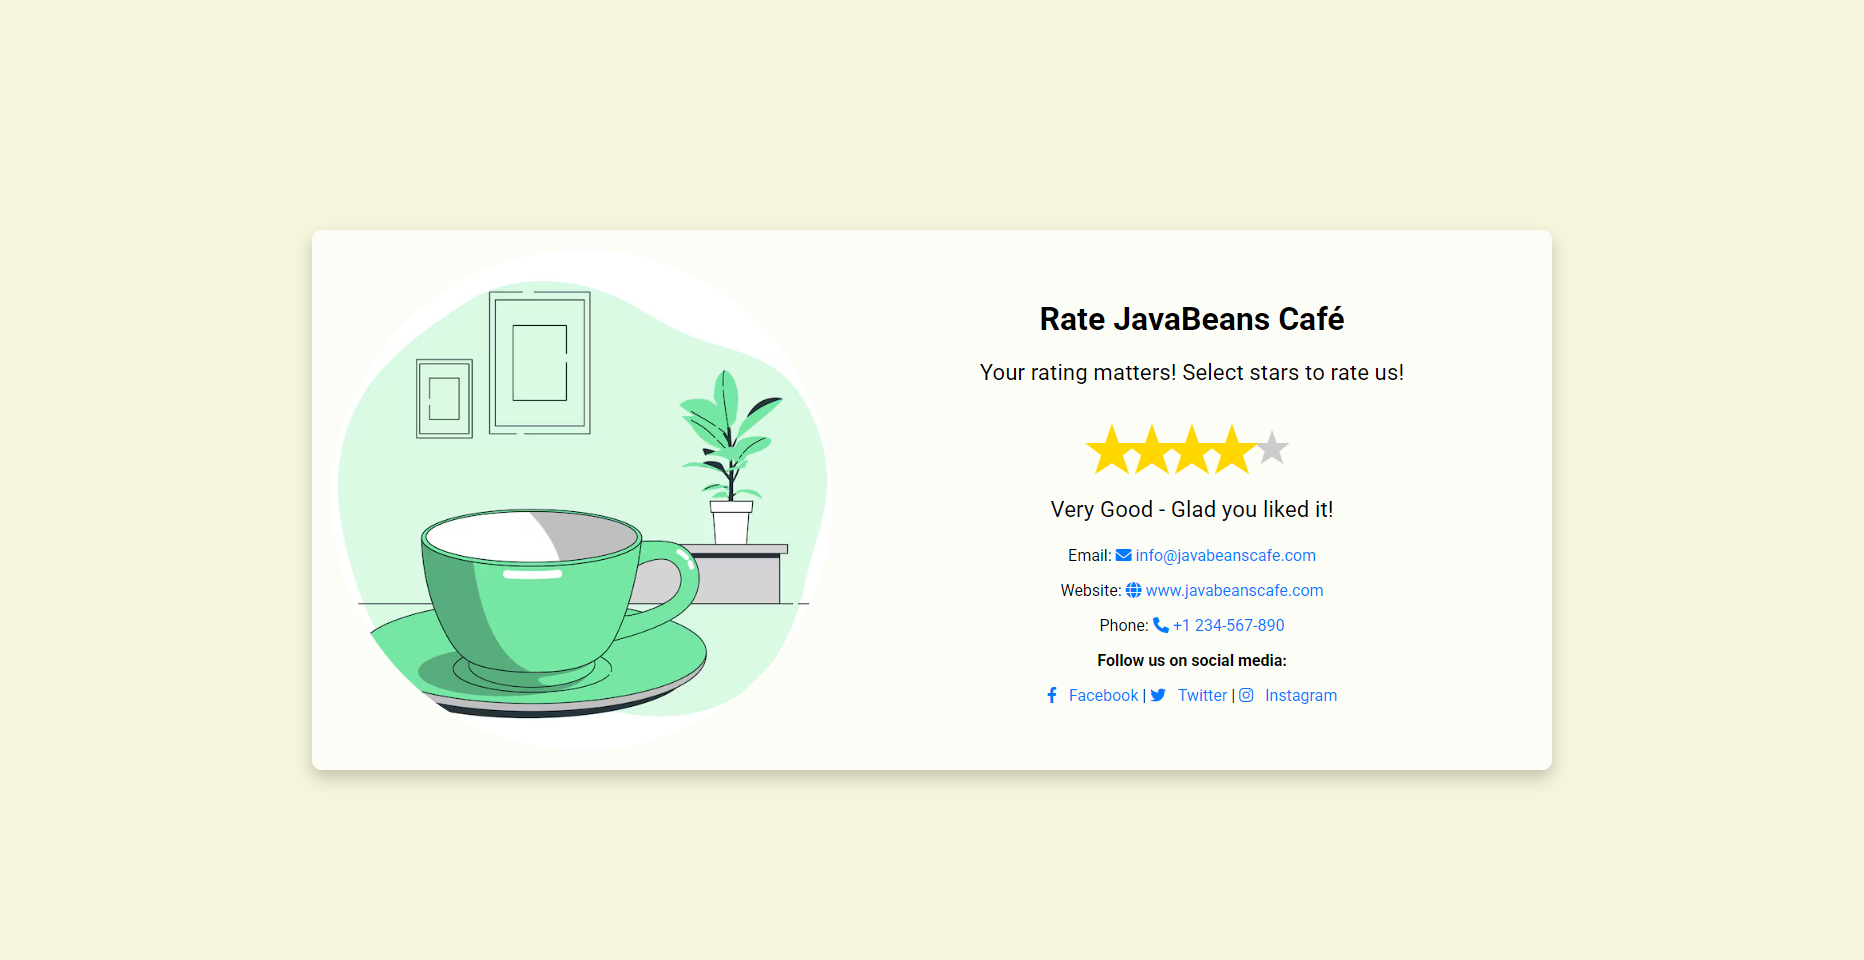 Rate JavaBeans Café
Your rating matters! Select stars to rate us!
Very Good - Glad you liked it!
Email: info@javabeanscafe.com
Website: www.javabeanscafe.com
Phone: +1 234-567-890
Follow us on social media:
Facebook | Twitter | Instagram